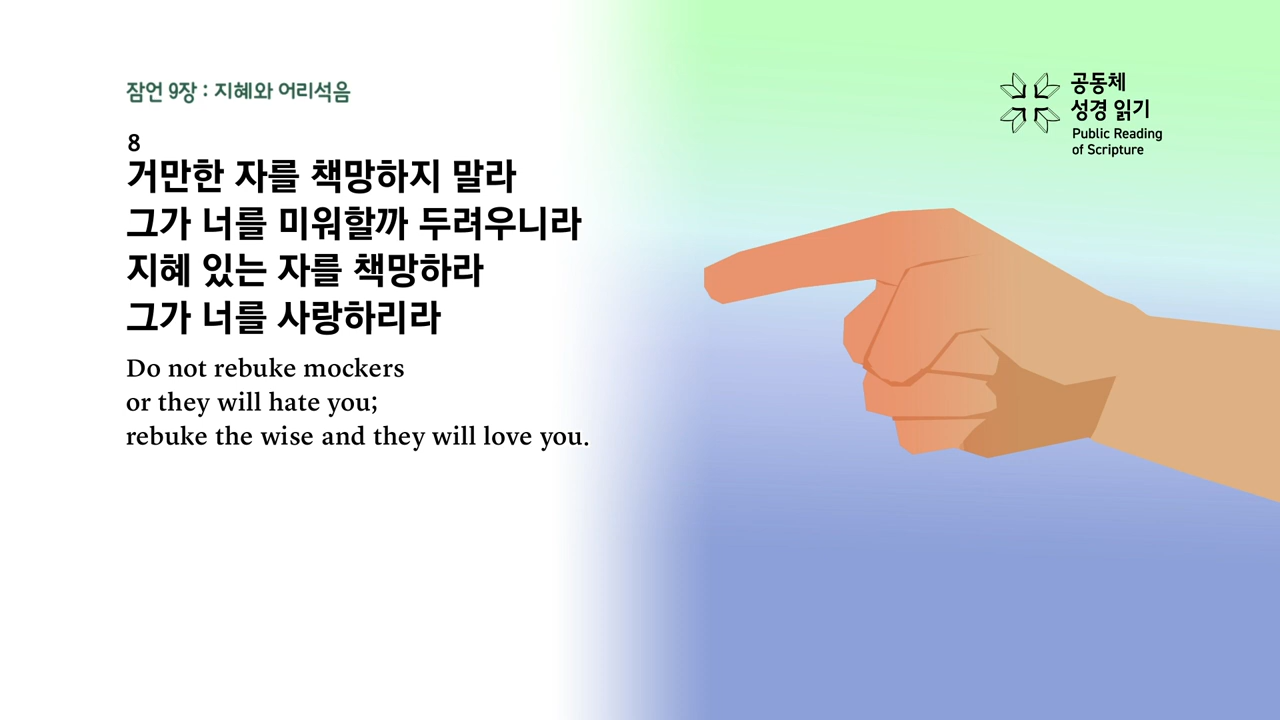 잠언 9장 : 지혜와 어리석음
8
거만한 자를 책망하지 말라
그가 너를 미워할까 두려우니라
지혜 있는 자를 책망하라
그가 너를 사랑하리라
Do not rebuke mockers
or they will hate you;
rebuke the wise and they will love you.
공동체
성경 읽기
Public Reading
of Scripture